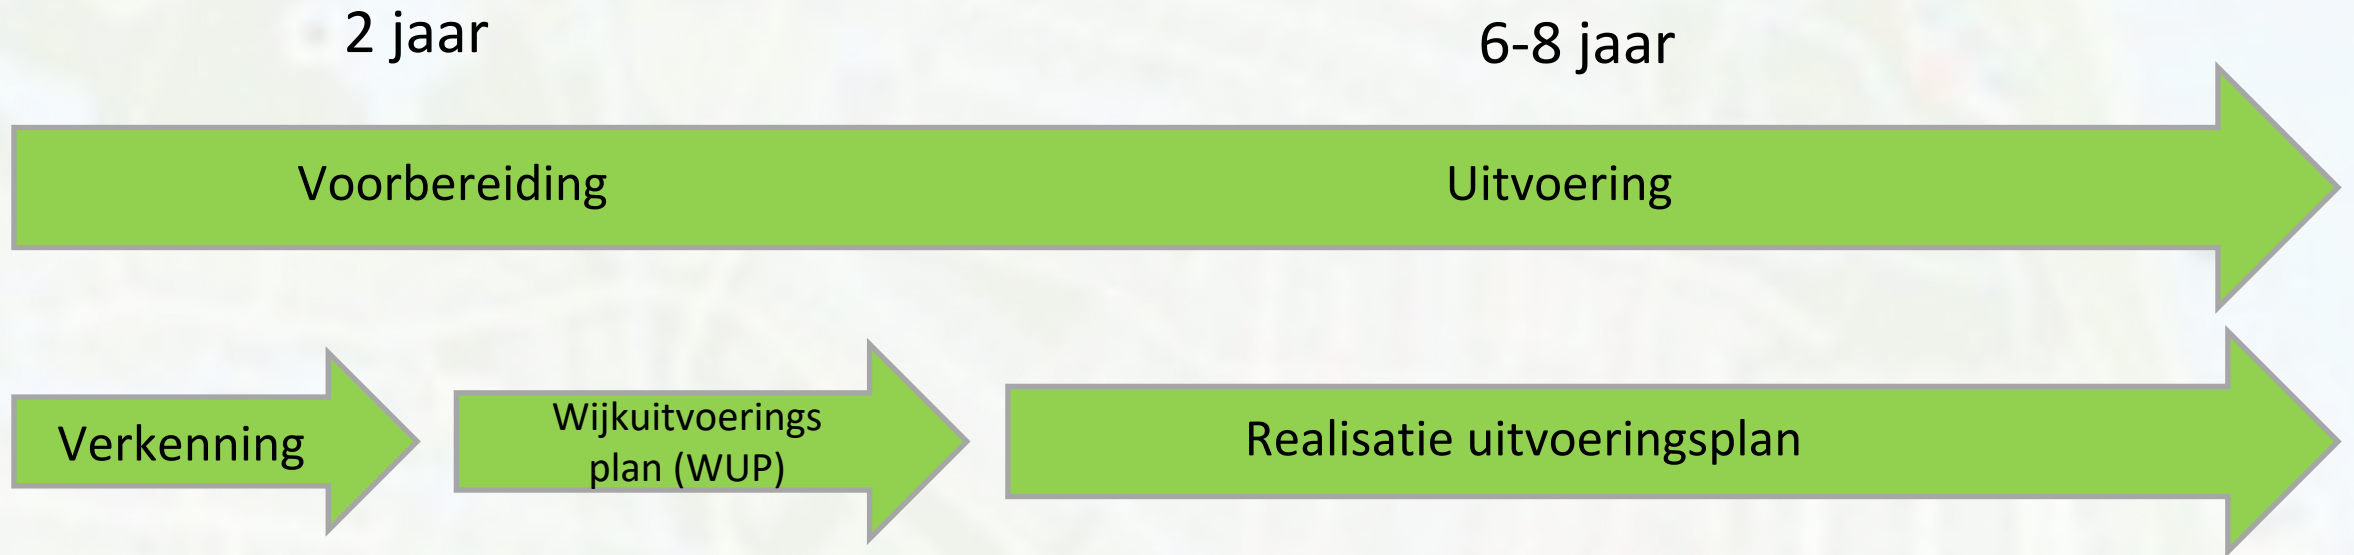 2 jaar
6-8 jaar
Voorbereiding
Uitvoering
Verkenning
Wijkuitvoerings
plan (WUP)
Realisatie uitvoeringsplan